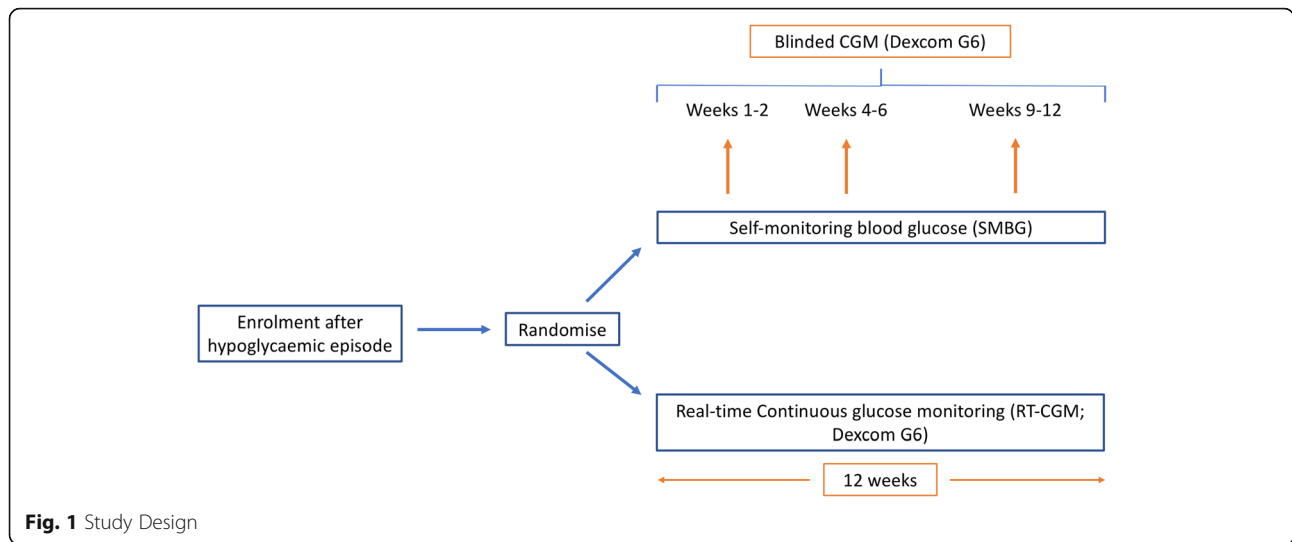 Blinded CGM (Dexcom G6)
Weeks 1-2 Weeks 4-6 Weeks 9-12
Self-monitoring blood glucose (SMBG)
Enrolment after
hypoglycaemic episode
Randomise
Real-time Continuous glucose monitoring (RT-CGM;
Dexcom G6)
12 weeks
Fig. 1 Study Design